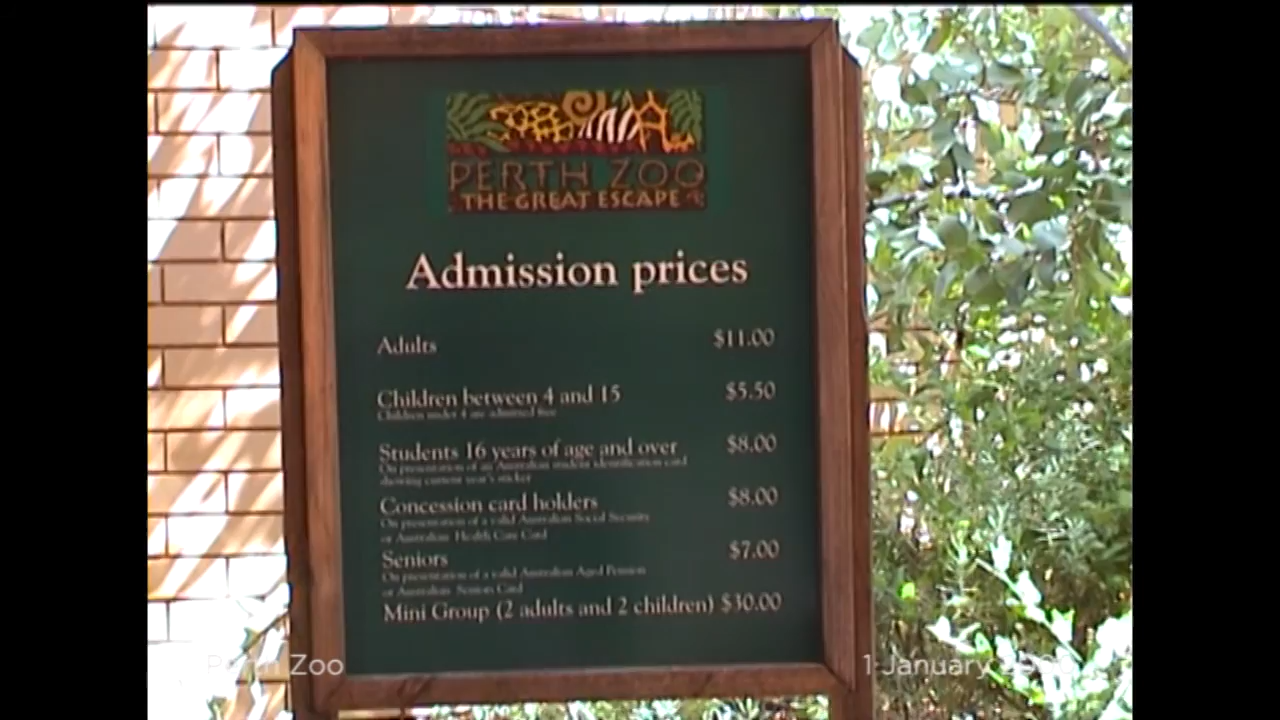 PERTH ZOO
THE GREAT ESCAPE
Admission prices
Adults $11.00
Children between 4 and 15 $5.50
Children under 4 are admitted free
Students 16 years of age and over $8.00
On presentation of an Australian student identification card
showing current year's sticker
Concession card holders $8.00
On presentation of a valid Australian Social Security
or Australian Health Care Card
Seniors $7.00
On presentation of a valid Australian Aged Pension
or Australian Seniors Card
Mini Group (2 adults and 2 children) $30.00
Perth Zoo 1 January